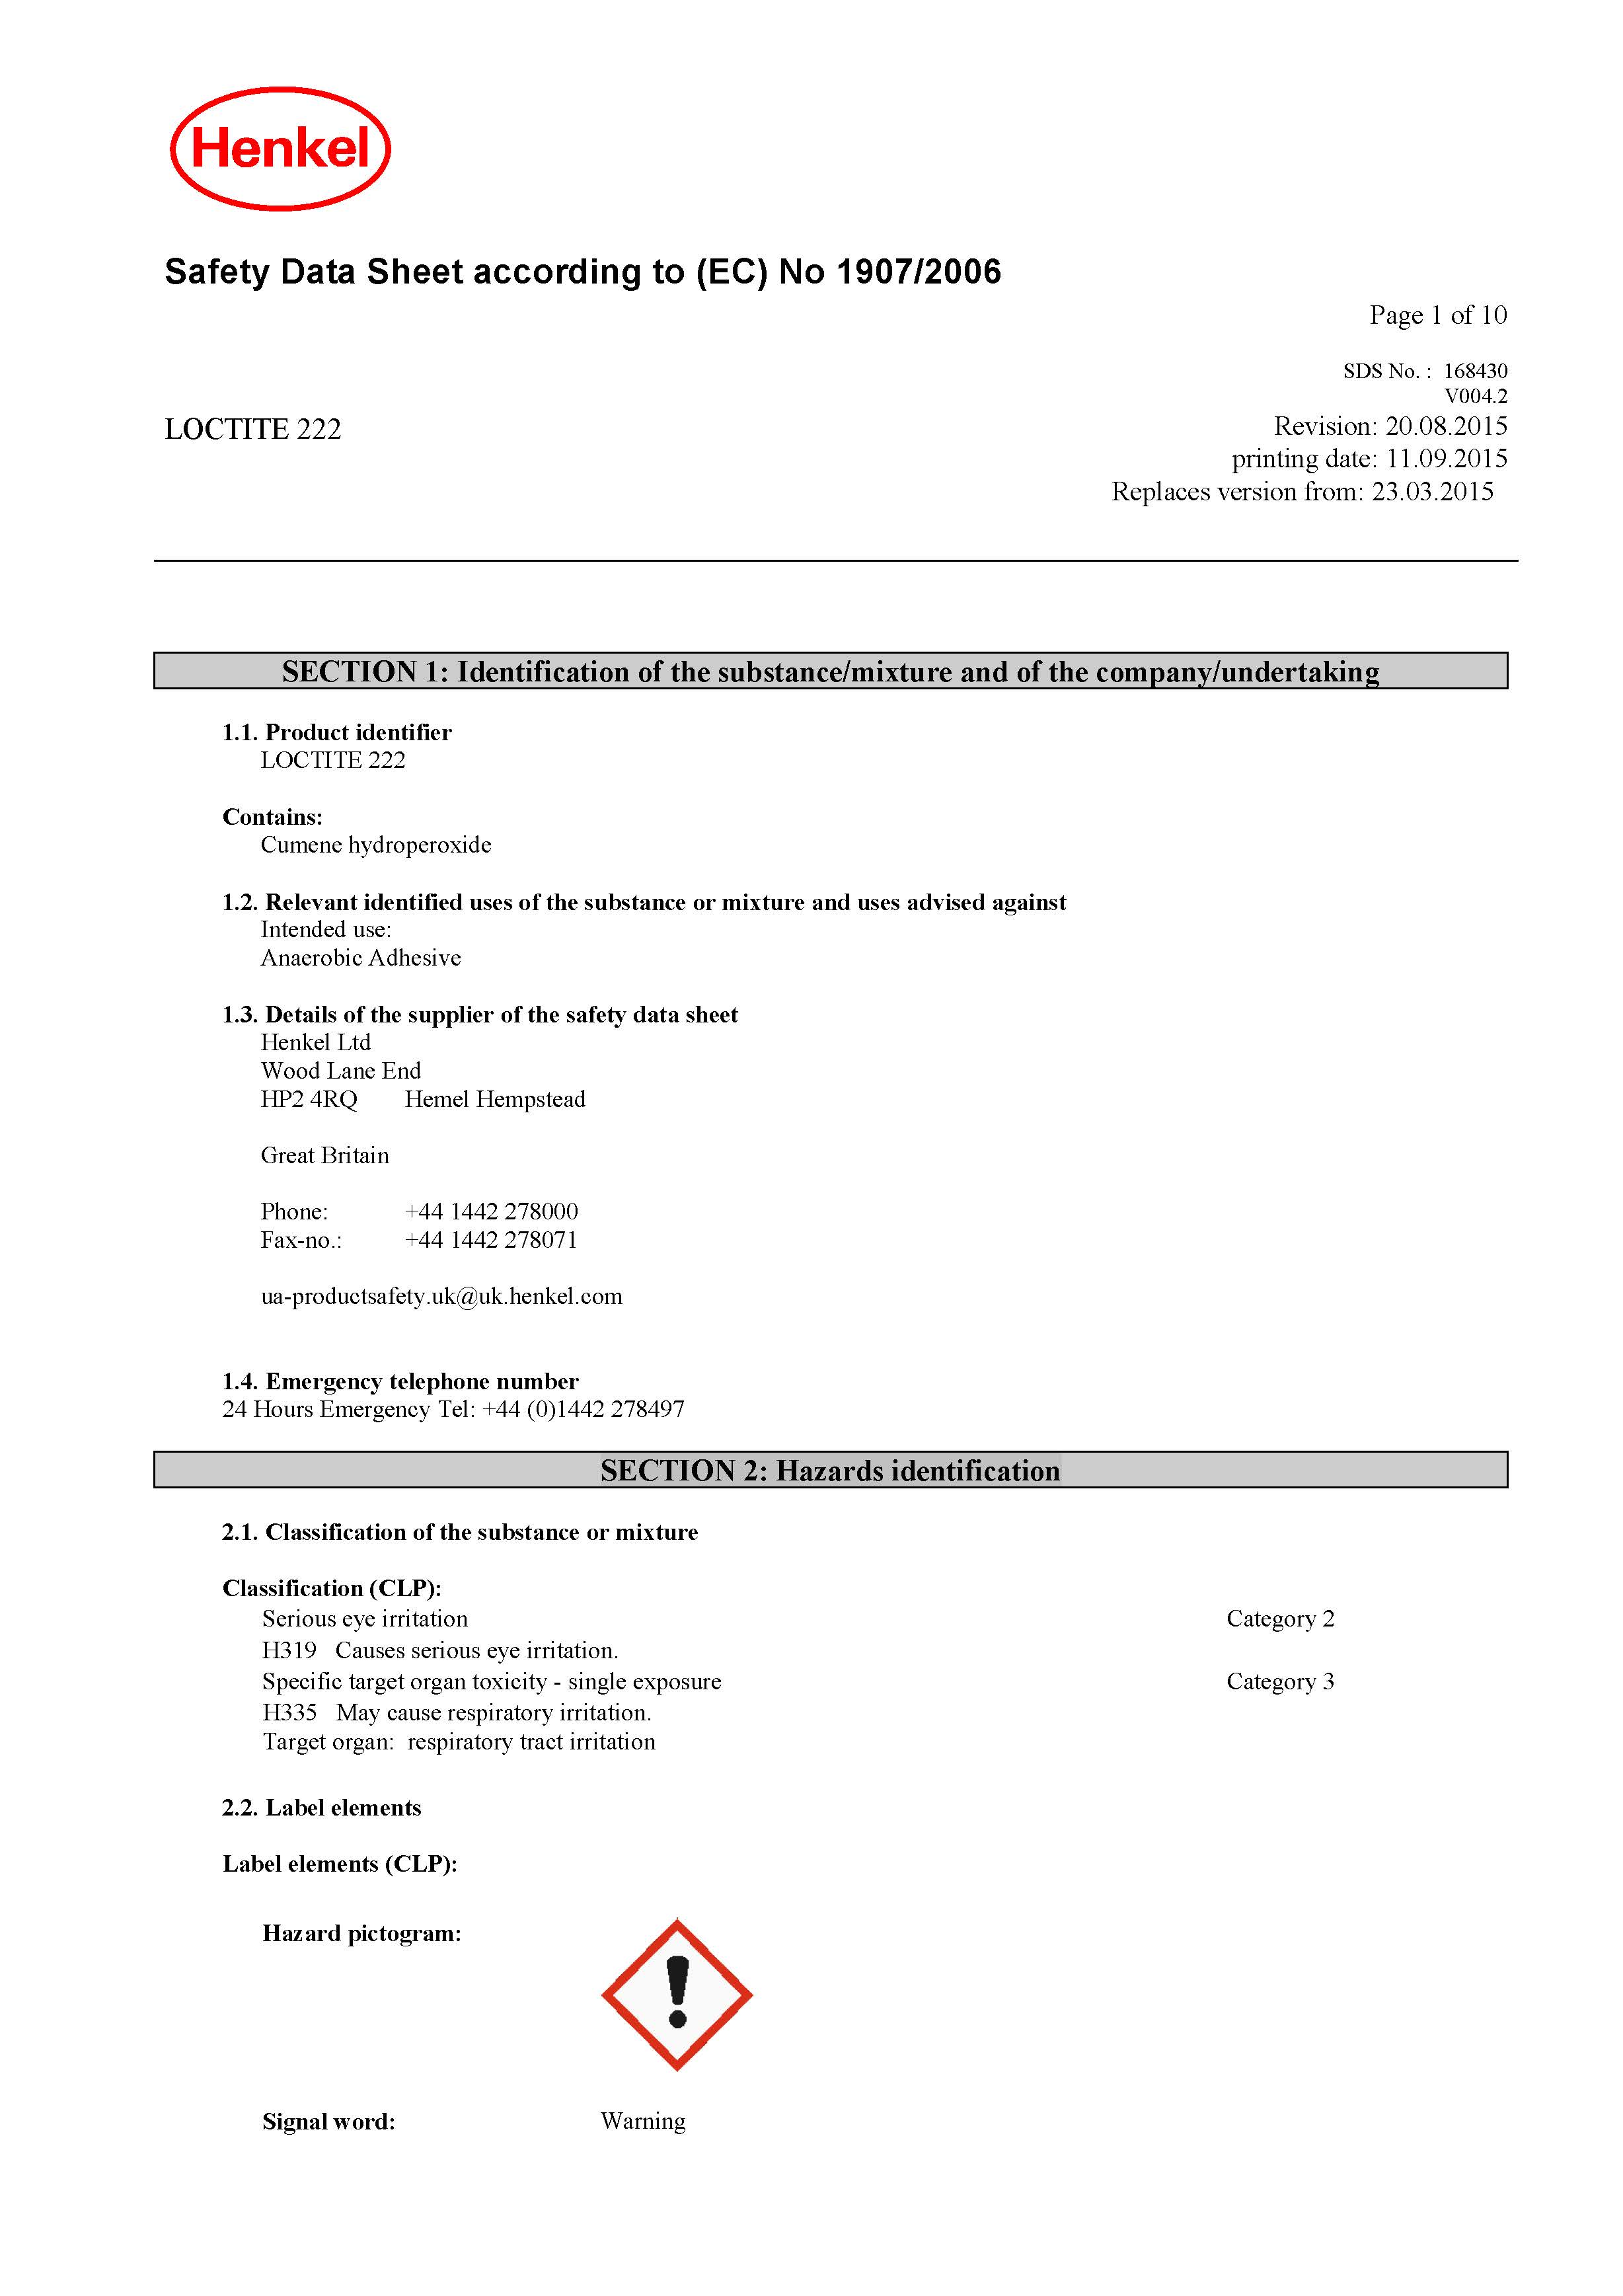 Henkel
Safety Data Sheet according to (EC) No 1907/2006
Page 1 of 10
SDS No. : 168430
V004.2
LOCTITE 222
Revision: 20.08.2015
printing date: 11.09.2015
Replaces version from: 23.03.2015
SECTION 1: Identification of the substance/mixture and of the company/undertaking
1.1. Product identifier
LOCTITE 222
Contains:
Cumene hydroperoxide
1.2. Relevant identified uses of the substance or mixture and uses advised against
Intended use:
Anaerobic Adhesive
1.3. Details of the supplier of the safety data sheet
Henkel Ltd
Wood Lane End
HP2 4RQ Hemel Hempstead
Great Britain
Phone: +44 1442 278000
Fax-no.: +44 1442 278071
ua-productsafety.uk@uk.henkel.com
1.4. Emergency telephone number
24 Hours Emergency Tel: +44 (0)1442 278497
SECTION 2: Hazards identification
2.1. Classification of the substance or mixture
Classification (CLP):
Serious eye irritation Category 2
H319 Causes serious eye irritation.
Specific target organ toxicity - single exposure Category 3
H335 May cause respiratory irritation.
Target organ: respiratory tract irritation
2.2. Label elements
Label elements (CLP):
Hazard pictogram:
Signal word: Warning